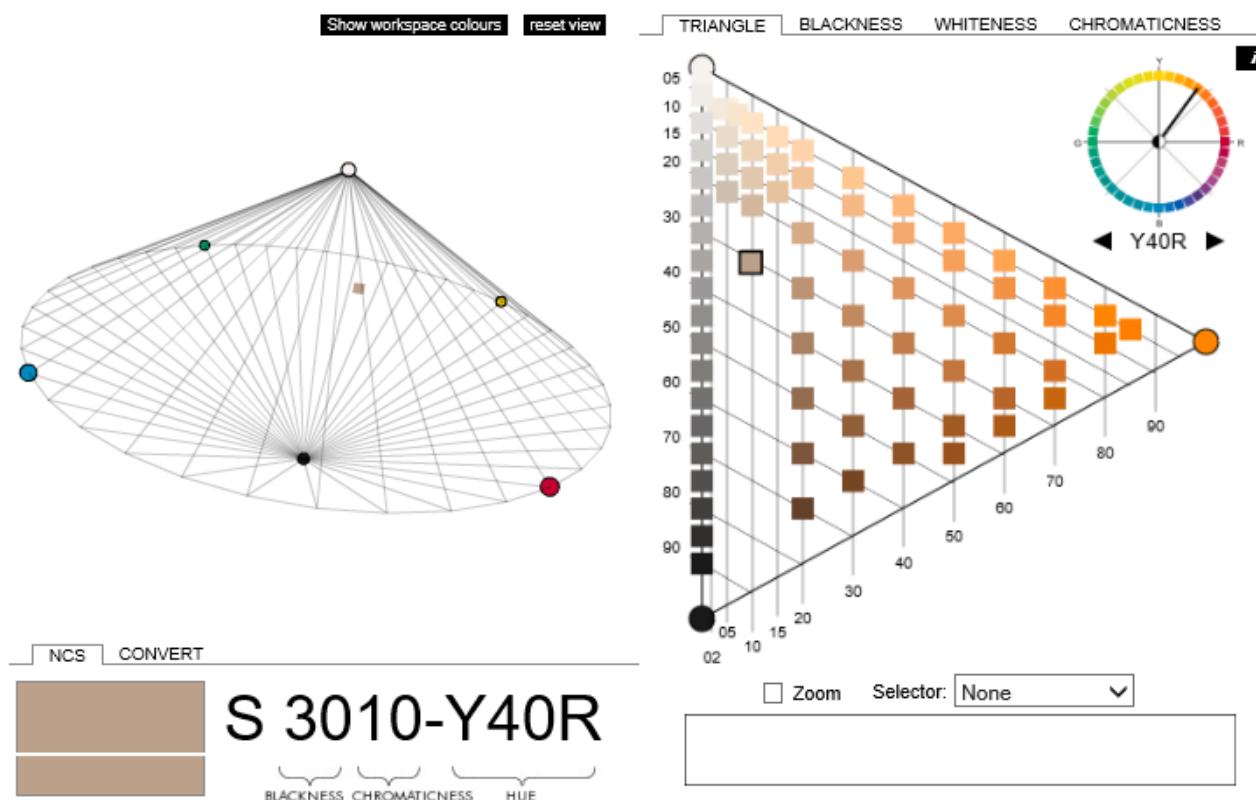 Show workspace colours
reset view
TRIANGLE
BLACKNESS
WHITENESS
CHROMATICNESS
i
05
10
15
20
30
40
50
60
70
80
90
02
05
10
15
20
30
40
50
60
70
80
90
Y
G
R
B
Y40R
NCS
CONVERT
S 3010-Y40R
BLACKNESS CHROMATICNESS HUE
Zoom
Selector: None